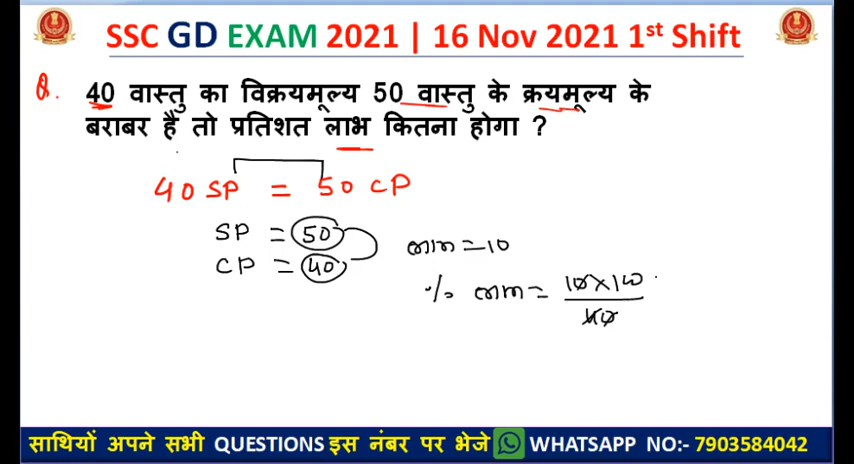 SSC GD EXAM 2021 | 16 Nov 2021 1st Shift
Q. 40 वास्तु का विक्रयमूल्य 50 वास्तु के क्रयमूल्य के
बराबर है तो प्रतिशत लाभ कितना होगा ?
40 SP = 50 CP
SP = 50
CP = 40
लाभ = 10
% लाभ = 10 × 100 / 40
साथियों अपने सभी QUESTIONS इस नंबर पर भेजे WHATSAPP NO:- 7903584042